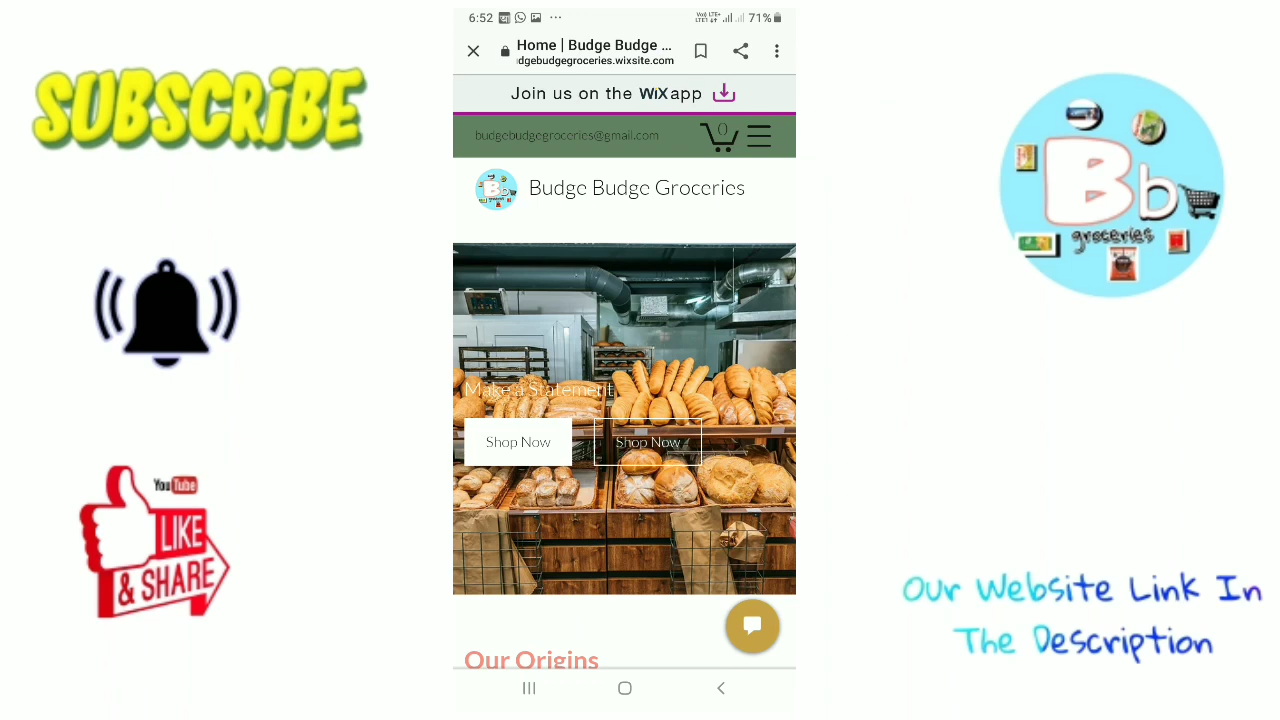 SUBSCRIBE
YouTube
LIKE
& SHARE
6:52
71%
Home | Budge Budge ...
dgebudgegroceries.wixsite.com
Join us on the WiX app
budgebudgegroceries@gmail.com
0
Budge Budge Groceries
Make a Statement
Shop Now
Shop Now
Our Origins
Bb
groceries
Our Website Link In
The Description